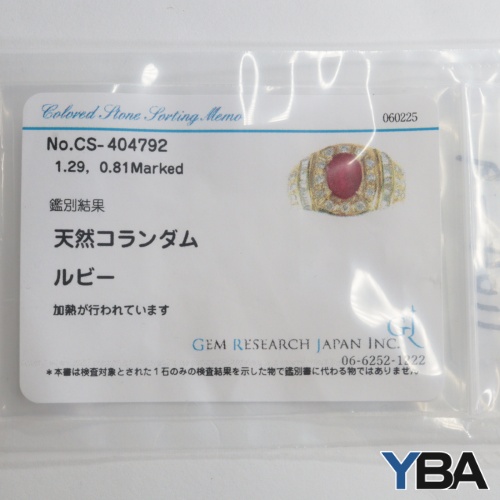 Colored Stone Sorting Memo
060225
No.CS-404792
1.29, 0.81Marked
鑑別結果
天然コランダム
ルビー
加熱が行われています
GEM RESEARCH JAPAN INC.
06-6252-1222
*本書は検査対象とされた1石のみの検査結果を示した物で鑑別書に代わる物ではありません
YBA